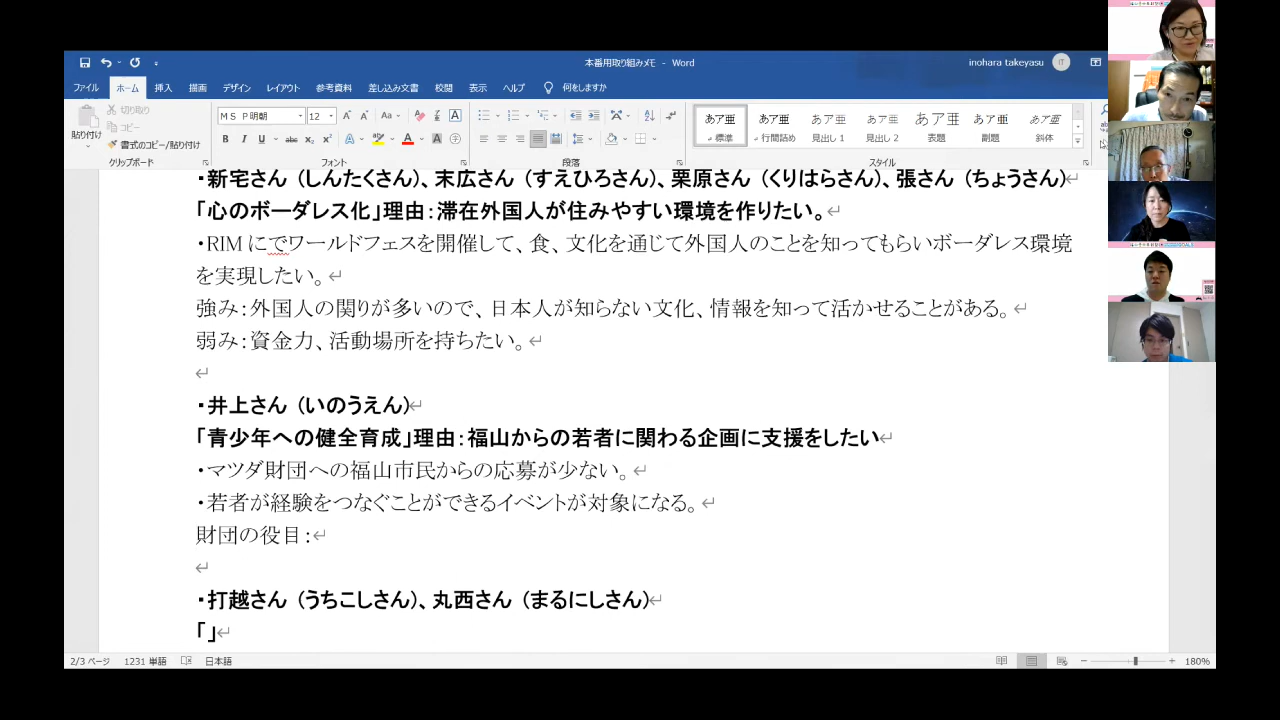 本番用取り組みメモ - Word
inohara takeyasu
IT
ファイル ホーム 挿入 描画 デザイン レイアウト 参考資料 差し込み文書 校閲 表示 ヘルプ 何をしますか
貼り付け
切り取り
コピー
書式のコピー/貼り付け
クリップボード
ＭＳ Ｐ明朝 12
フォント
段落
あア亜 標準
あア亜 行間詰め
あア亜 見出し 1
あア亜 見出し 2
あア亜 表題
あア亜 副題
あア亜 斜体
スタイル
・新宅さん（しんたくさん）、末広さん（すえひろさん）、栗原さん（くりはらさん）、張さん（ちょうさん）
「心のボーダレス化」理由：滞在外国人が住みやすい環境を作りたい。
・RIMにでワールドフェスを開催して、食、文化を通じて外国人のことを知ってもらいボーダレス環境
を実現したい。
強み：外国人の関りが多いので、日本人が知らない文化、情報を知って活かせることがある。
弱み：資金力、活動場所を持ちたい。
・井上さん（いのうえん）
「青少年への健全育成」理由：福山からの若者に関わる企画に支援をしたい
・マツダ財団への福山市民からの応募が少ない。
・若者が経験をつなぐことができるイベントが対象になる。
財団の役目：
・打越さん（うちこしさん）、丸西さん（まるにしさん）
「」
2/3 ページ 1231 単語 日本語 180%